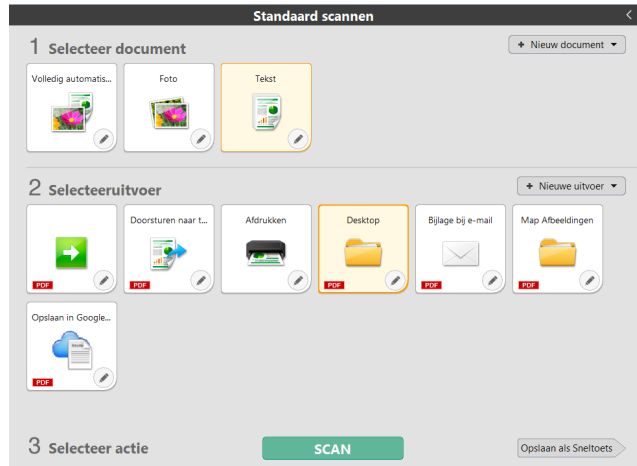 Standaard scannen
1 Selecteer document
+ Nieuw document
Volledig automatis...
Foto
Tekst
2 Selecteeruitvoer
+ Nieuwe uitvoer
Doorsturen naar t...
Afdrukken
Desktop
Bijlage bij e-mail
Map Afbeeldingen
PDF
PDF
PDF
PDF
PDF
Opslaan in Google...
PDF
3 Selecteer actie
SCAN
Opslaan als Sneltoets